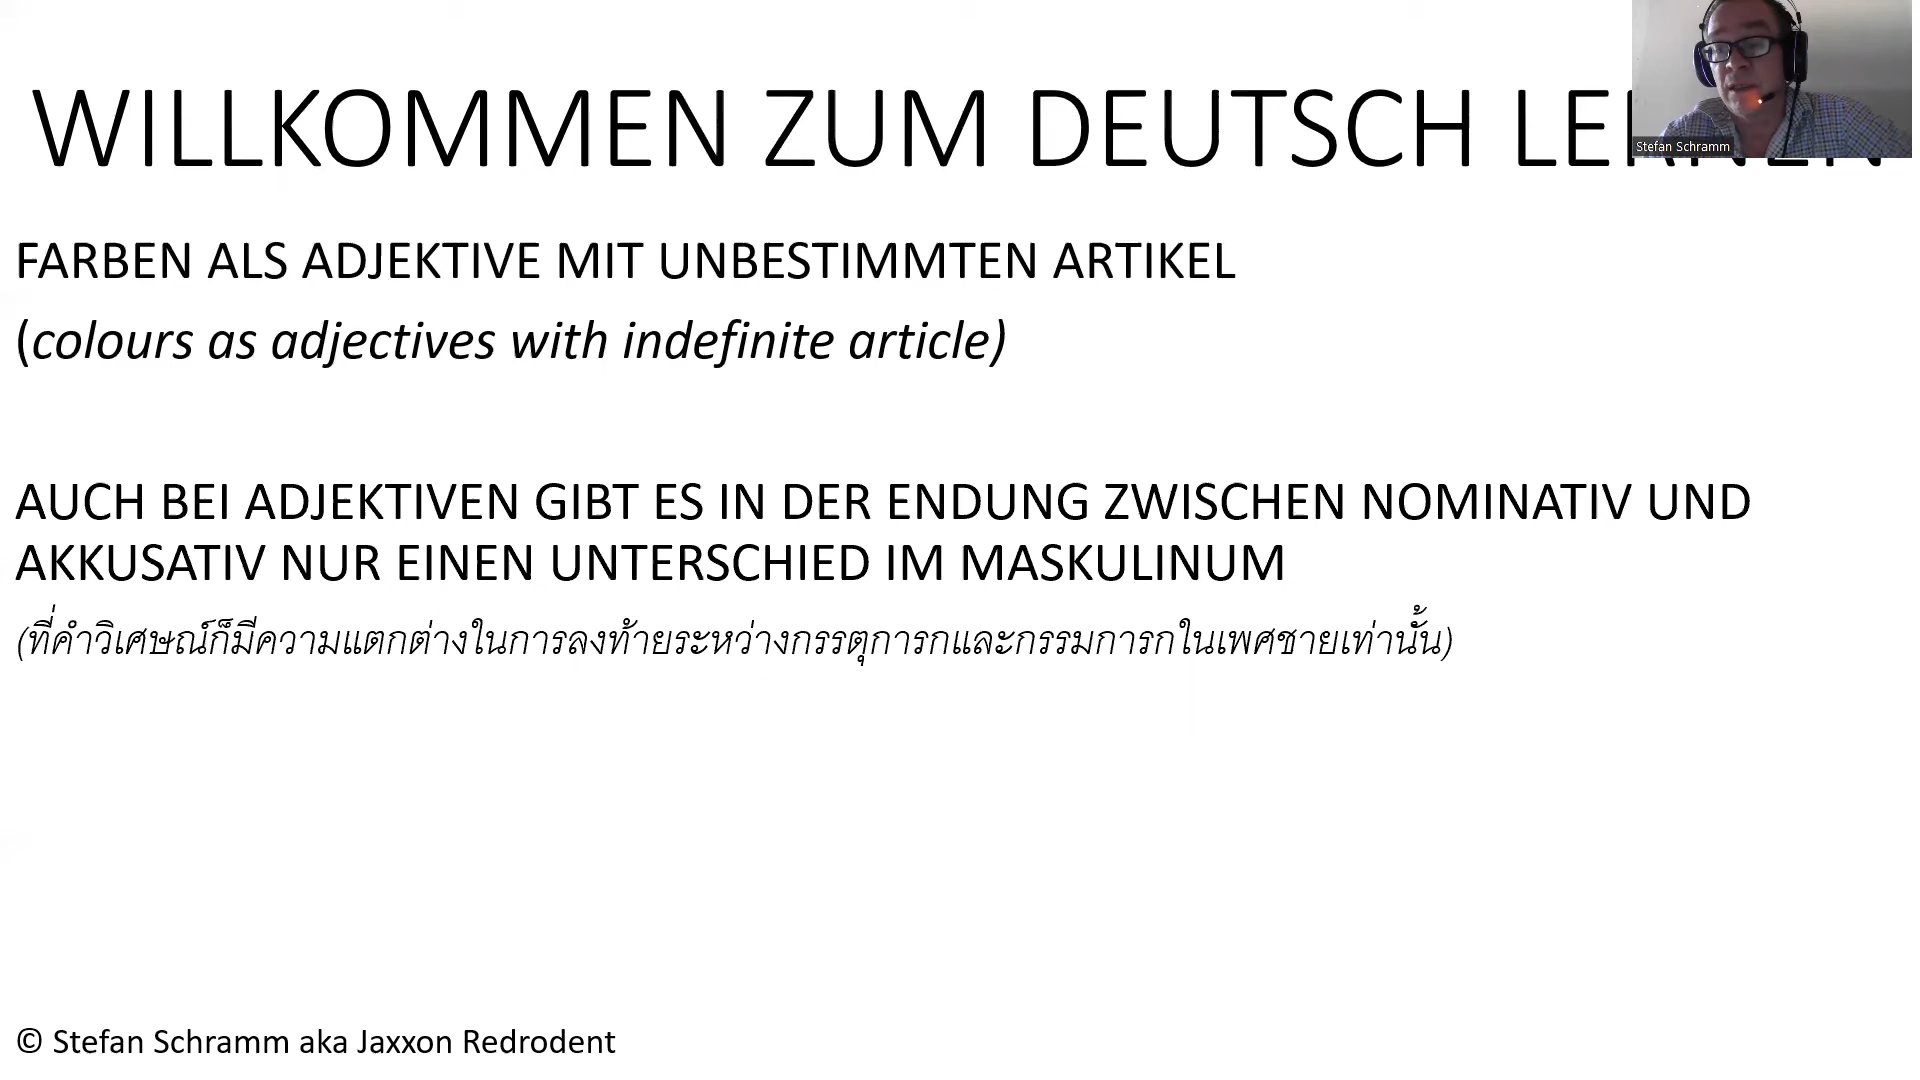 WILLKOMMEN ZUM DEUTSCH LERNEN
Stefan Schramm
FARBEN ALS ADJEKTIVE MIT UNBESTIMMTEN ARTIKEL
(colours as adjectives with indefinite article)
AUCH BEI ADJEKTIVEN GIBT ES IN DER ENDUNG ZWISCHEN NOMINATIV UND
AKKUSATIV NUR EINEN UNTERSCHIED IM MASKULINUM
(ที่คำวิเศษณ์ก็มีความแตกต่างในการลงท้ายระหว่างกรรตุการกและกรรมการกในเพศชายเท่านั้น)
© Stefan Schramm aka Jaxxon Redrodent